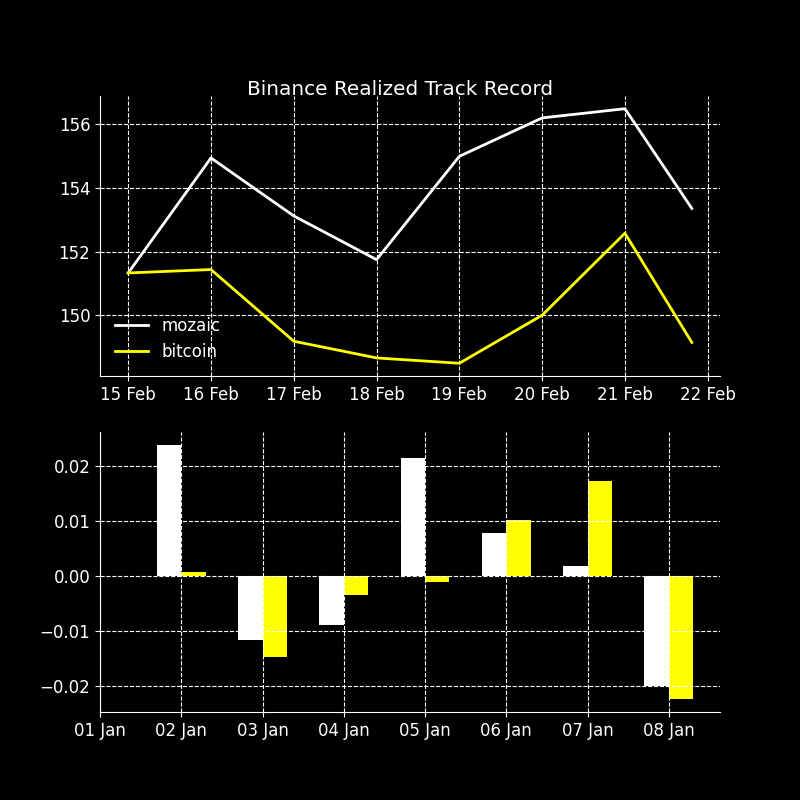 Binance Realized Track Record
156
154
152
150
mozaic
bitcoin
15 Feb 16 Feb 17 Feb 18 Feb 19 Feb 20 Feb 21 Feb 22 Feb
0.02
0.01
0.00
−0.01
−0.02
01 Jan 02 Jan 03 Jan 04 Jan 05 Jan 06 Jan 07 Jan 08 Jan